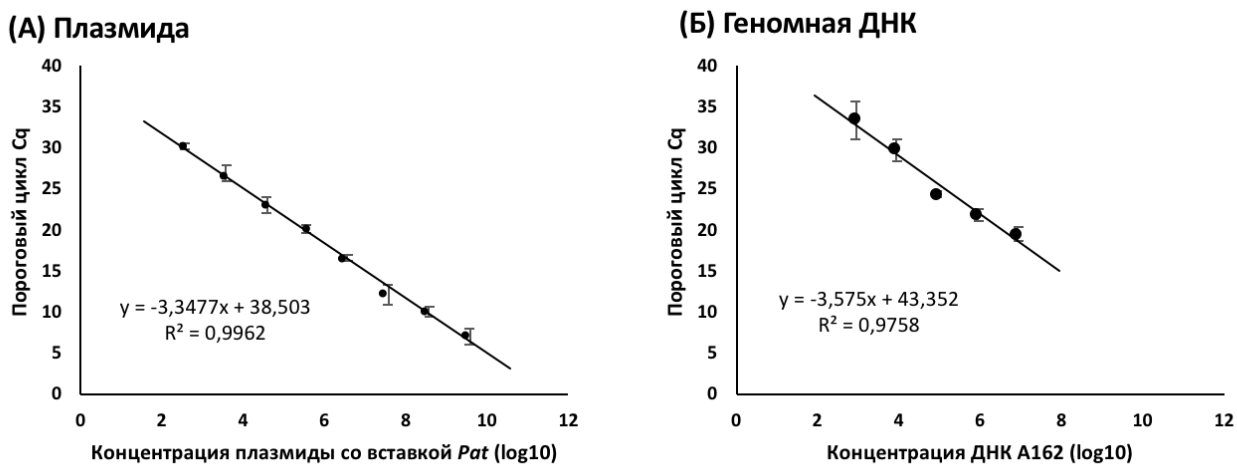 (А) Плазмида
40
35
30
25
20
15
10
5
0
Пороговый цикл Cq
y = -3,3477x + 38,503
R² = 0,9962
0 2 4 6 8 10 12
Концентрация плазмиды со вставкой Pat (log10)
(Б) Геномная ДНК
40
35
30
25
20
15
10
5
0
Пороговый цикл Cq
y = -3,575x + 43,352
R² = 0,9758
0 2 4 6 8 10 12
Концентрация ДНК А162 (log10)